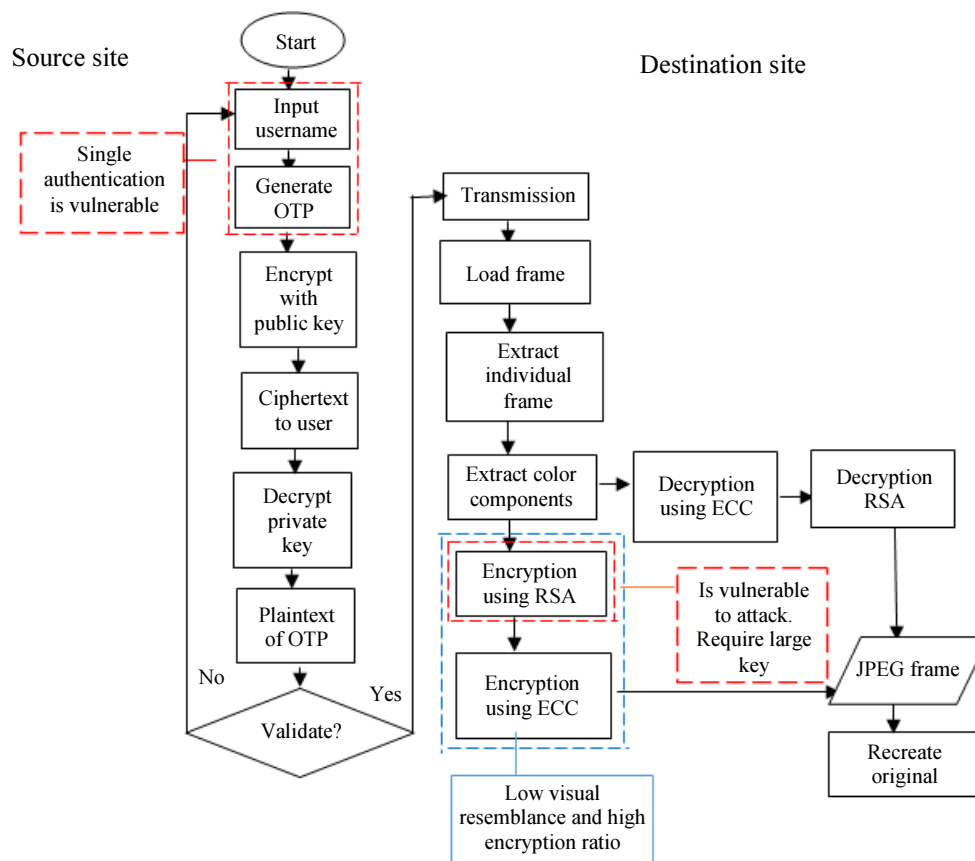 Source site
Start
Destination site
Input
username
Single
authentication
is vulnerable
Generate
OTP
Encrypt
with
public key
Ciphertext
to user
Decrypt
private
key
Plaintext
of OTP
No
Yes
Validate?
Transmission
Load frame
Extract
individual
frame
Extract color
components
Decryption
using ECC
Decryption
RSA
Encryption
using RSA
Is vulnerable
to attack.
Require large
key
Encryption
using ECC
JPEG frame
Recreate
original
Low visual
resemblance and high
encryption ratio